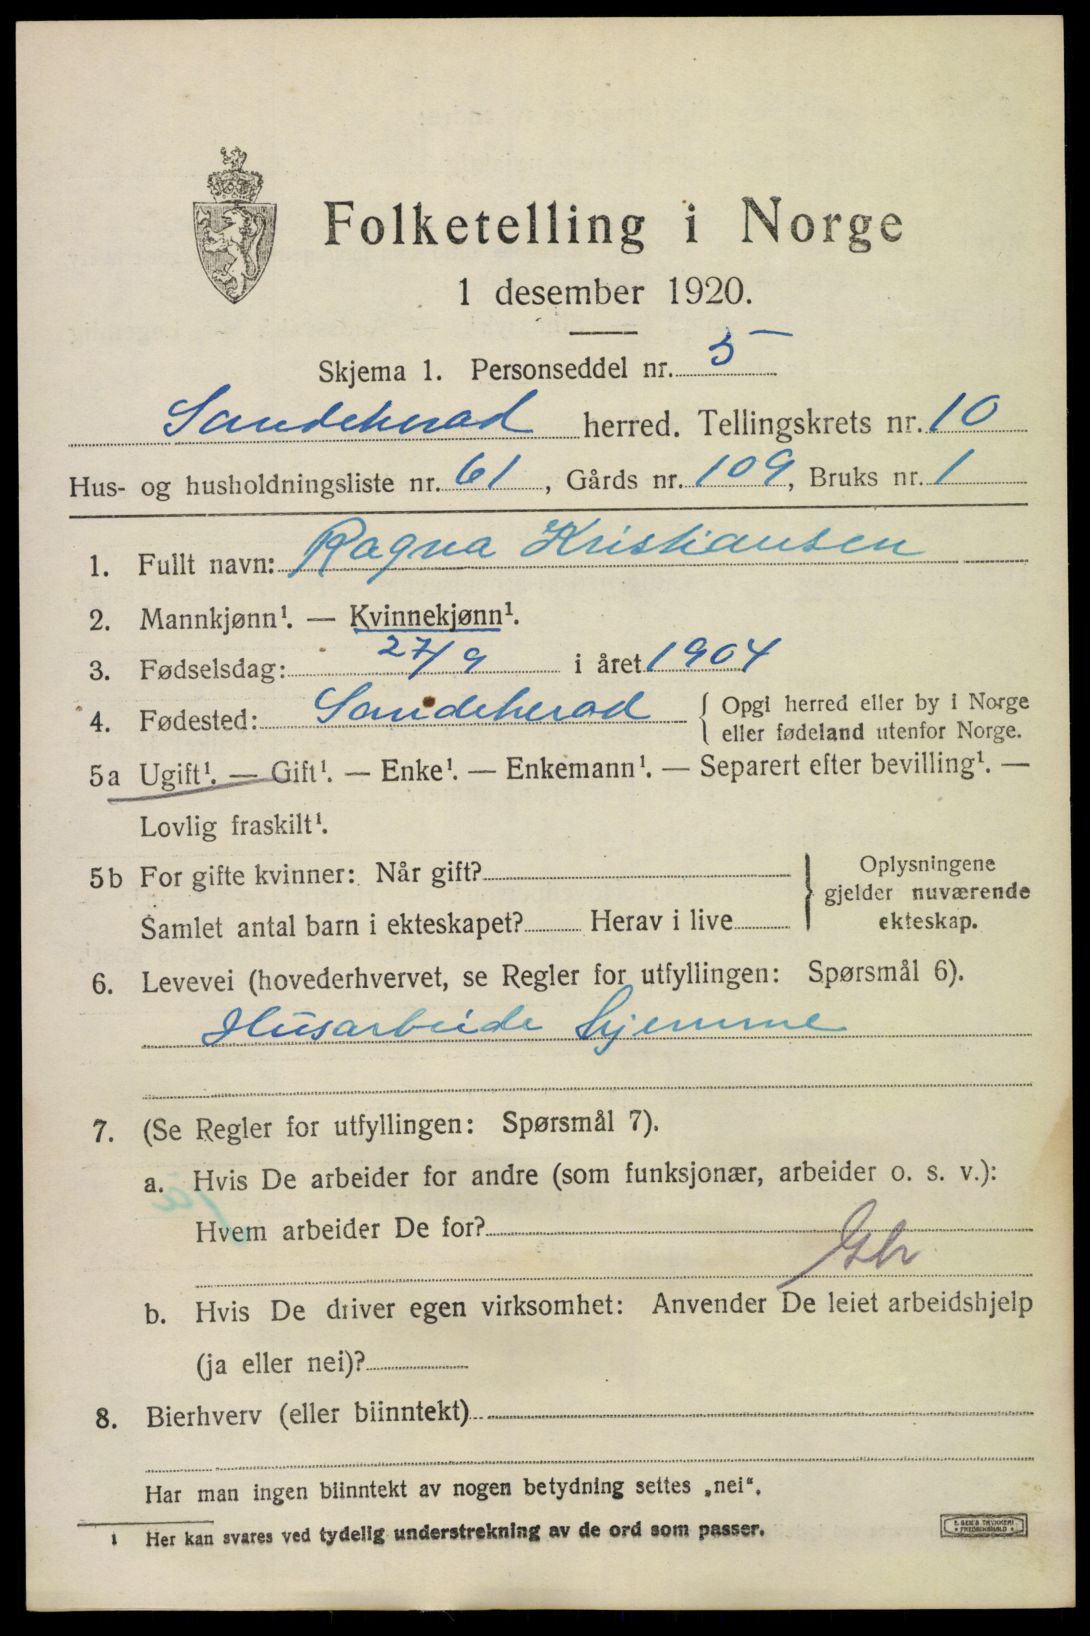 Folketelling i Norge
1 desember 1920.
Skjema 1. Personseddel nr. 5
Sandeherad herred. Tellingskrets nr. 10
Hus- og husholdningsliste nr. 61, Gårds nr. 109, Bruks nr. 1
1. Fullt navn: Ragna Kristiansen
2. Mannkjønn¹. — Kvinnekjønn¹.
3. Fødselsdag: 27/9 i året 1904
4. Fødested: Sandeherad { Opgi herred eller by i Norge
eller fødeland utenfor Norge.
5a Ugift¹. — Gift¹. — Enke¹. — Enkemann¹. — Separert efter bevilling¹. —
Lovlig fraskilt¹.
5b For gifte kvinner: Når gift?
Samlet antal barn i ekteskapet? Herav i live
} Oplysningene
gjelder nuværende
ekteskap.
6. Levevei (hovederhvervet, se Regler for utfyllingen: Spørsmål 6).
Husarbeide hjemme
7. (Se Regler for utfyllingen: Spørsmål 7).
a. Hvis De arbeider for andre (som funksjonær, arbeider o. s. v.):
Hvem arbeider De for?
b. Hvis De driver egen virksomhet: Anvender De leiet arbeidshjelp
(ja eller nei)?
8. Bierhverv (eller biinntekt)
Har man ingen biinntekt av nogen betydning settes „nei“.
¹ Her kan svares ved tydelig understrekning av de ord som passer.